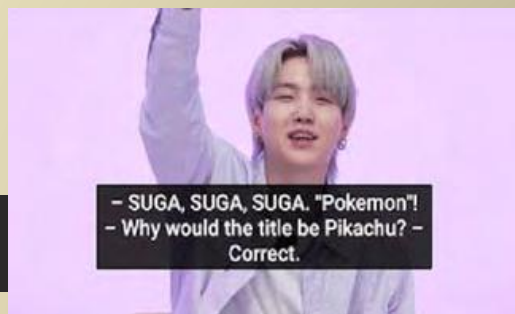 – SUGA, SUGA, SUGA. "Pokemon"!
– Why would the title be Pikachu? –
Correct.